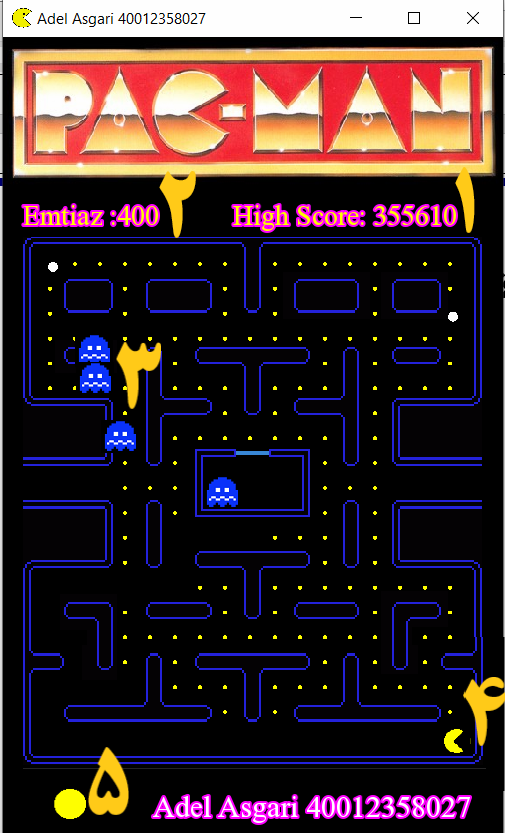 Adel Asgari 40012358027
PAC-MAN
۲
۱
Emtiaz :400
High Score: 355610
۳
۴
۵
Adel Asgari 40012358027